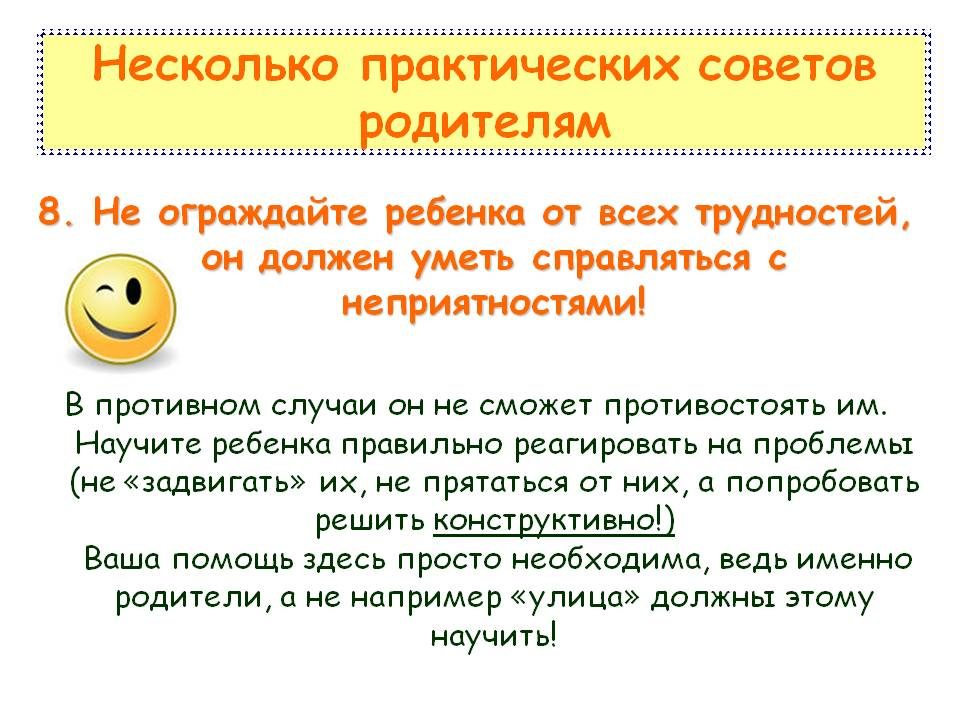 Несколько практических советов
родителям
8. Не ограждайте ребенка от всех трудностей,
он должен уметь справляться с
неприятностями!
В противном случаи он не сможет противостоять им.
Научите ребенка правильно реагировать на проблемы
(не «задвигать» их, не прятаться от них, а попробовать
решить конструктивно!)
Ваша помощь здесь просто необходима, ведь именно
родители, а не например «улица» должны этому
научить!